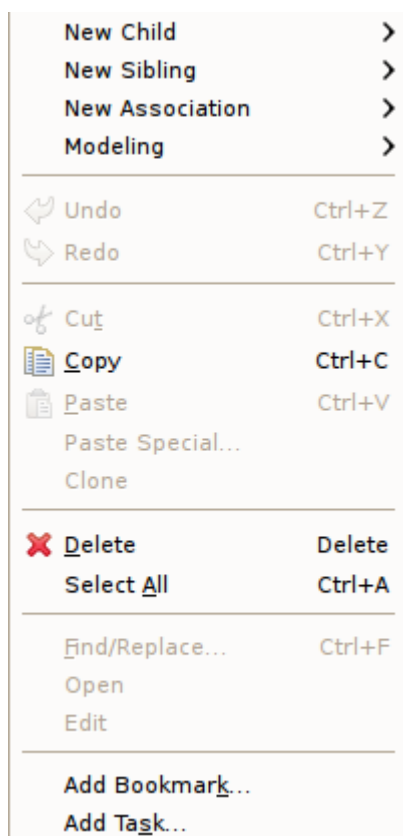 New Child
New Sibling
New Association
Modeling
Undo Ctrl+Z
Redo Ctrl+Y
Cut Ctrl+X
Copy Ctrl+C
Paste Ctrl+V
Paste Special...
Clone
Delete Delete
Select All Ctrl+A
Find/Replace... Ctrl+F
Open
Edit
Add Bookmark...
Add Task...